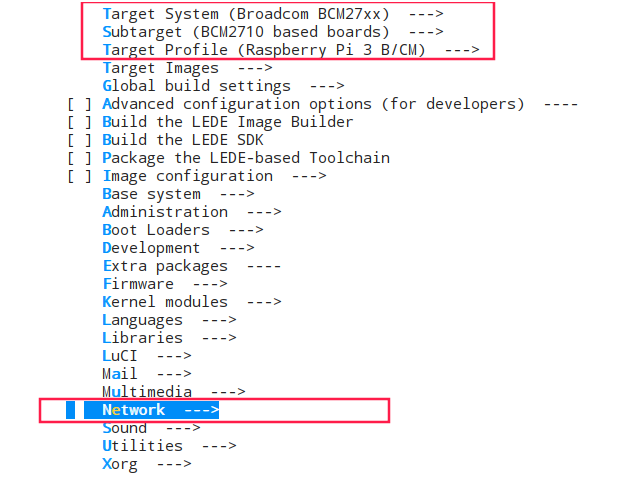 Target System (Broadcom BCM27xx)  --->
Subtarget (BCM2710 based boards)  --->
Target Profile (Raspberry Pi 3 B/CM)  --->
Target Images  --->
Global build settings  --->
[ ] Advanced configuration options (for developers)  ----
[ ] Build the LEDE Image Builder
[ ] Build the LEDE SDK
[ ] Package the LEDE-based Toolchain
[ ] Image configuration  --->
Base system  --->
Administration  --->
Boot Loaders  --->
Development  --->
Extra packages  ----
Firmware  --->
Kernel modules  --->
Languages  --->
Libraries  --->
LuCI  --->
Mail  --->
Multimedia  --->
Network  --->
Sound  --->
Utilities  --->
Xorg  --->